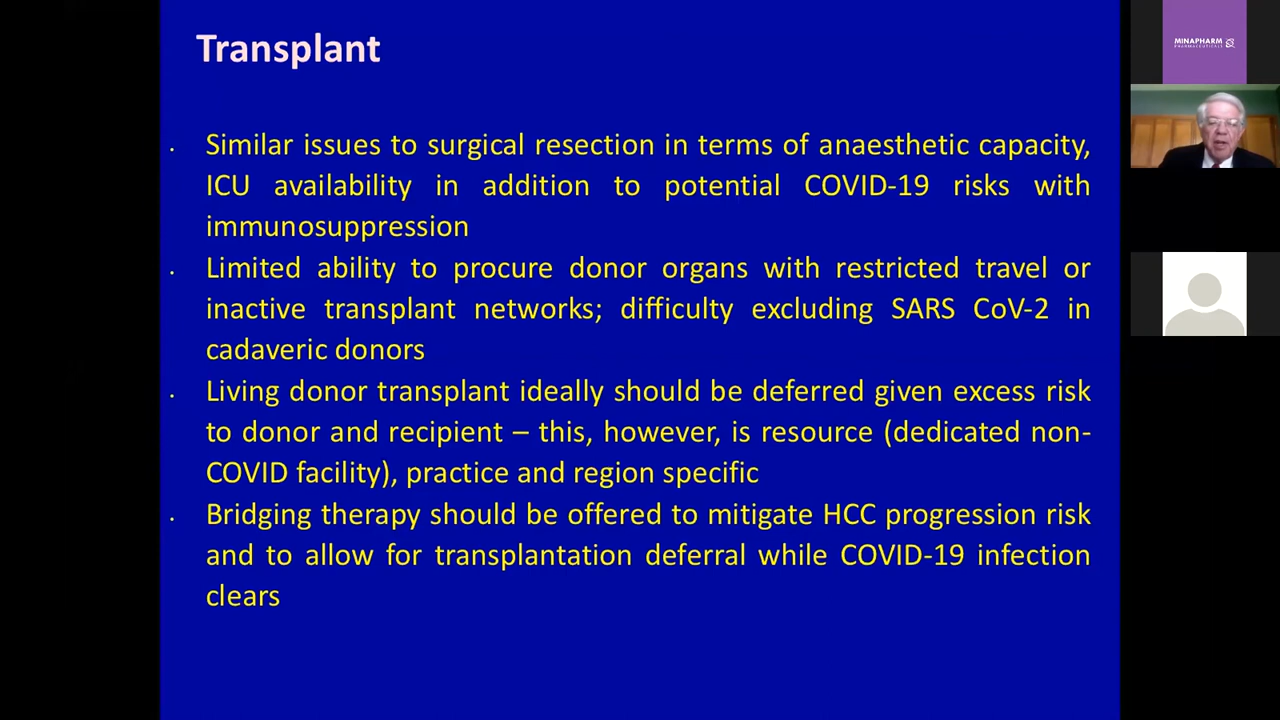 Transplant
Similar issues to surgical resection in terms of anaesthetic capacity,
ICU availability in addition to potential COVID-19 risks with
immunosuppression
Limited ability to procure donor organs with restricted travel or
inactive transplant networks; difficulty excluding SARS CoV-2 in
cadaveric donors
Living donor transplant ideally should be deferred given excess risk
to donor and recipient – this, however, is resource (dedicated non-
COVID facility), practice and region specific
Bridging therapy should be offered to mitigate HCC progression risk
and to allow for transplantation deferral while COVID-19 infection
clears
MINAPHARM
PHARMACEUTICALS